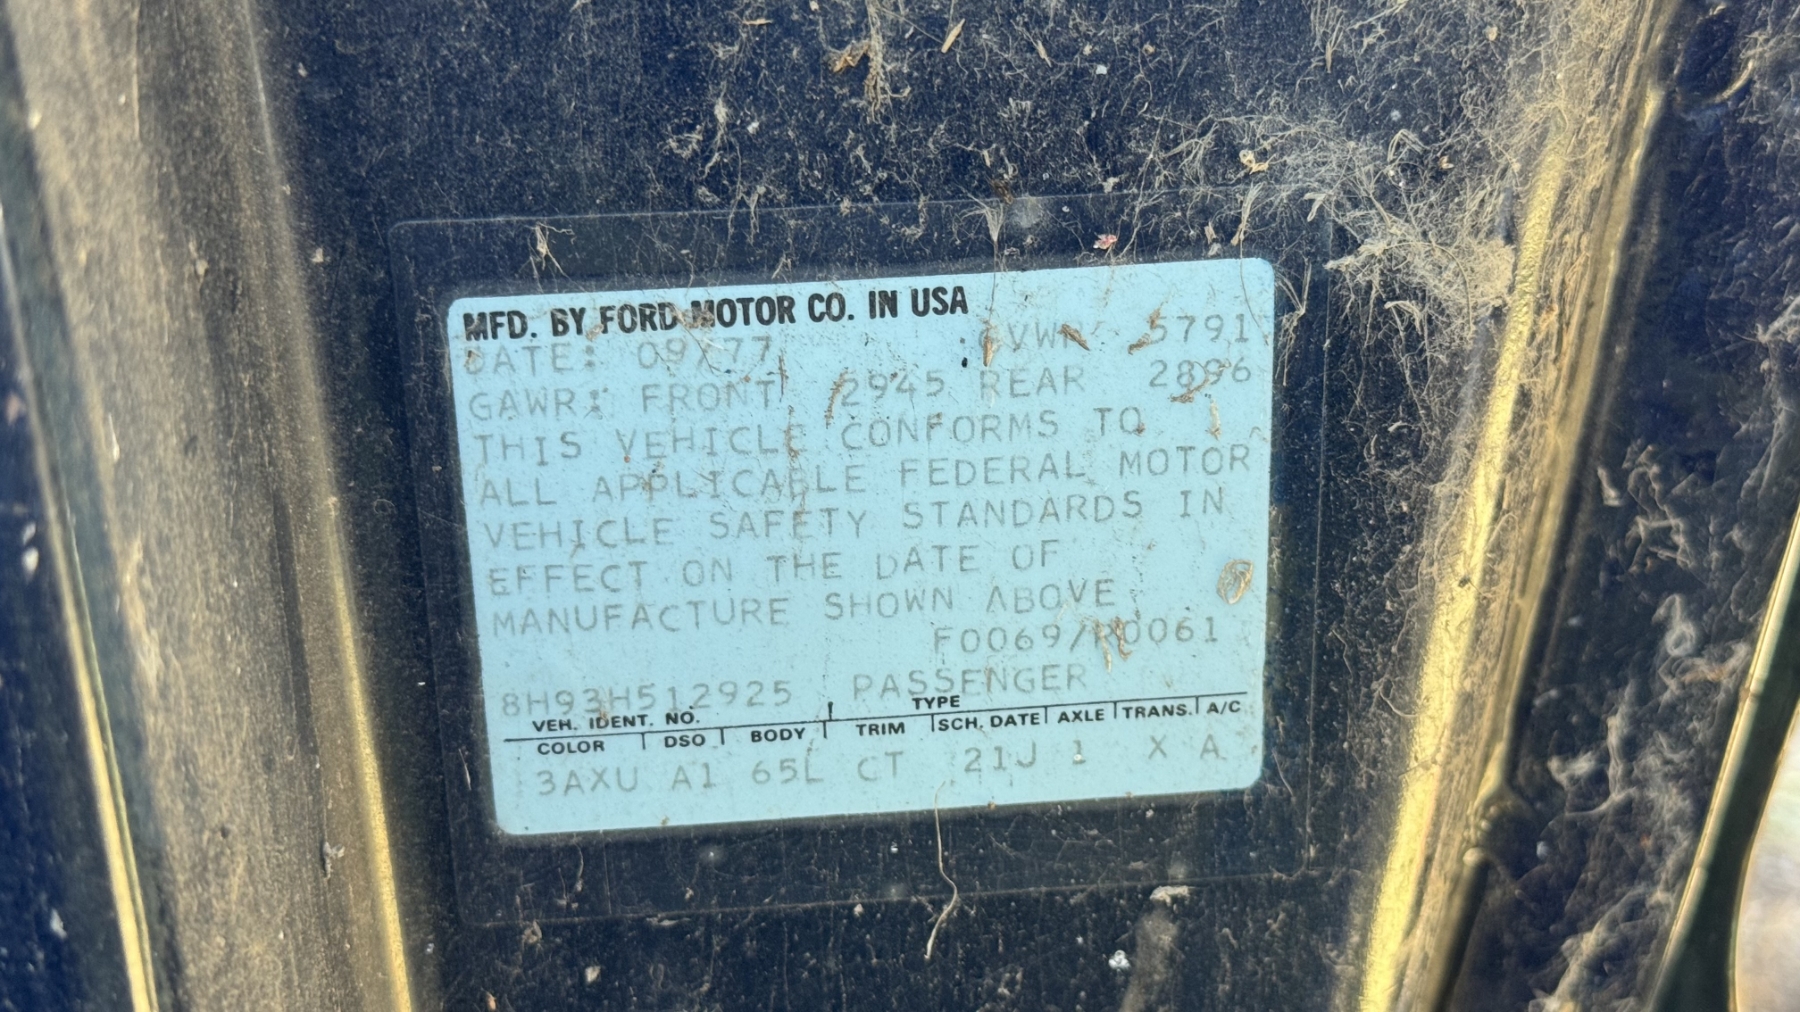 MFD. BY FORD MOTOR CO. IN USA
DATE: 09/77 GVWR 5791
GAWR: FRONT 2945 REAR 2896
THIS VEHICLE CONFORMS TO
ALL APPLICABLE FEDERAL MOTOR
VEHICLE SAFETY STANDARDS IN
EFFECT ON THE DATE OF
MANUFACTURE SHOWN ABOVE
F0069/R0061
8H93H512925 PASSENGER
VEH. IDENT. NO. TYPE
COLOR DSO BODY TRIM SCH. DATE AXLE TRANS. A/C
3AXU A1 65L CT 21J 1 X A